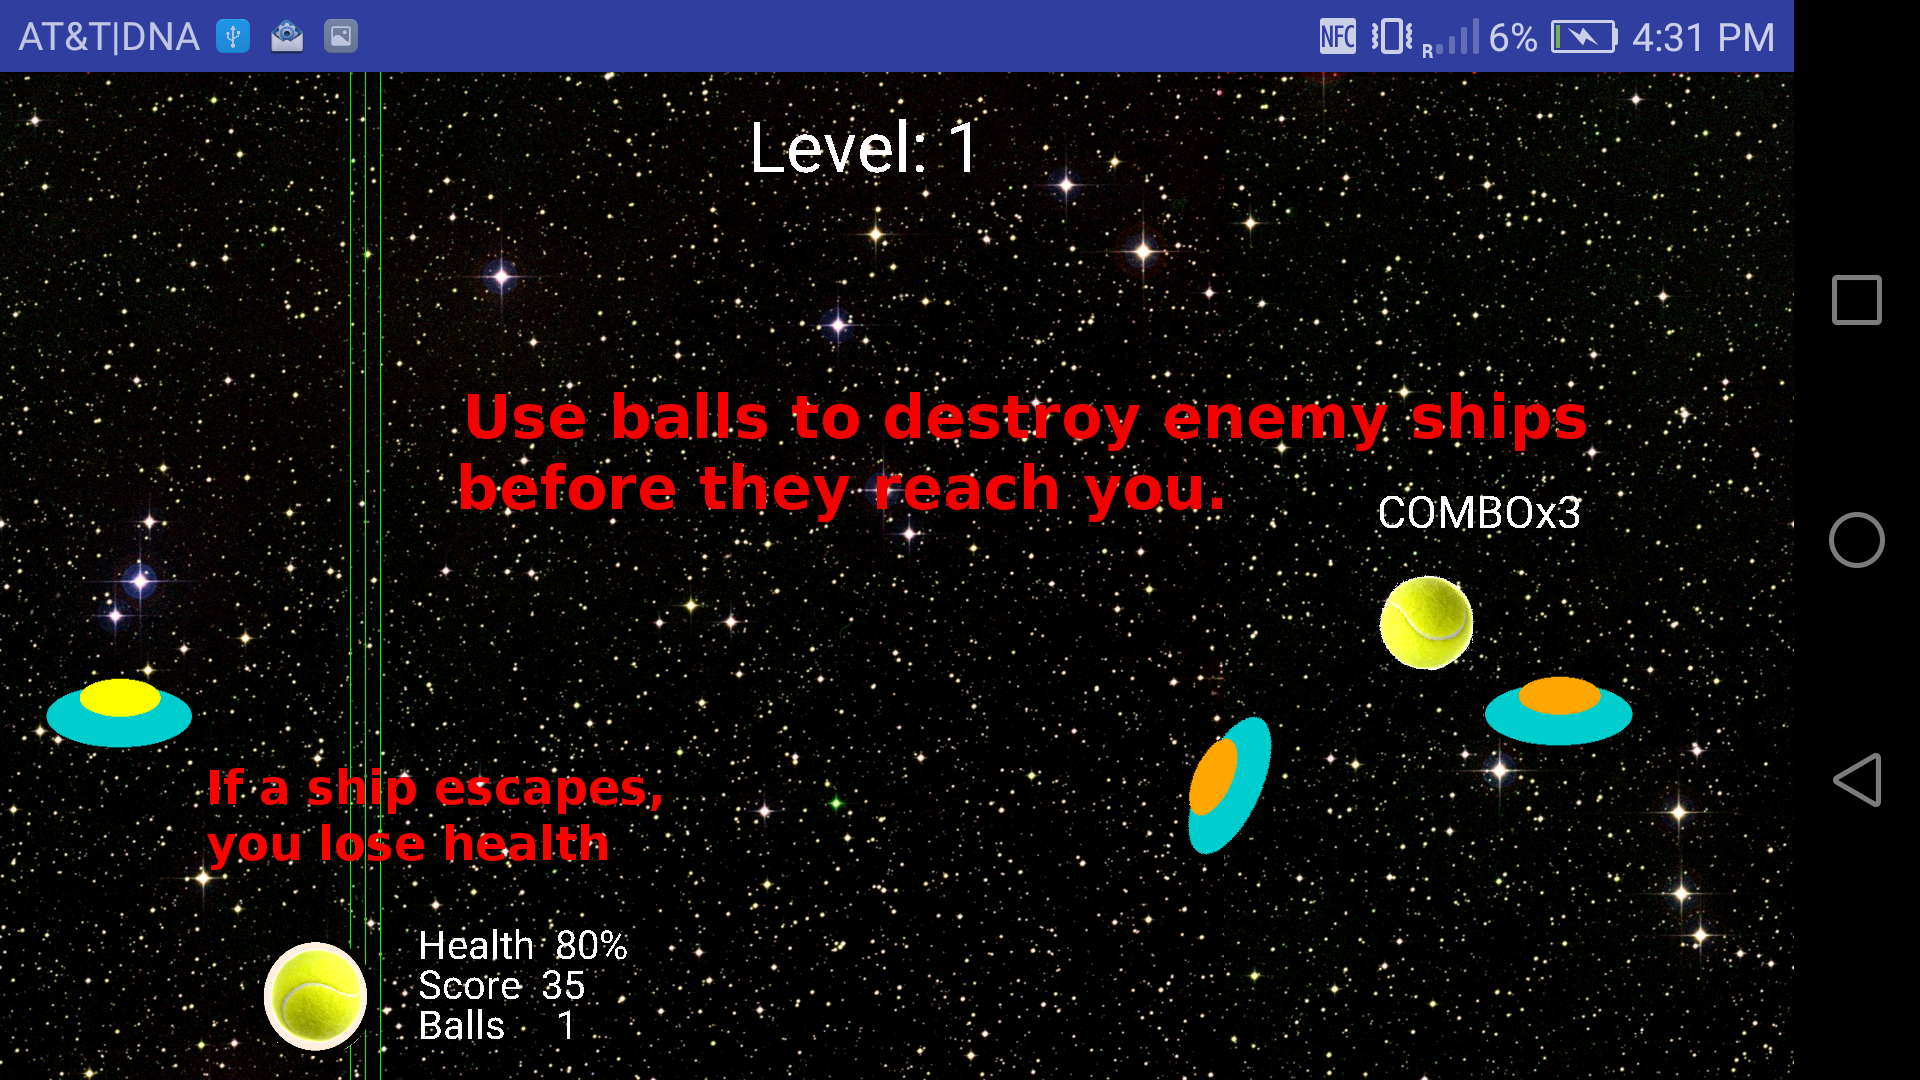 AT&T|DNA NFC R 6% 4:31 PM
Level: 1
Use balls to destroy enemy ships
before they reach you.
COMBOx3
If a ship escapes,
you lose health
Health 80%
Score 35
Balls 1